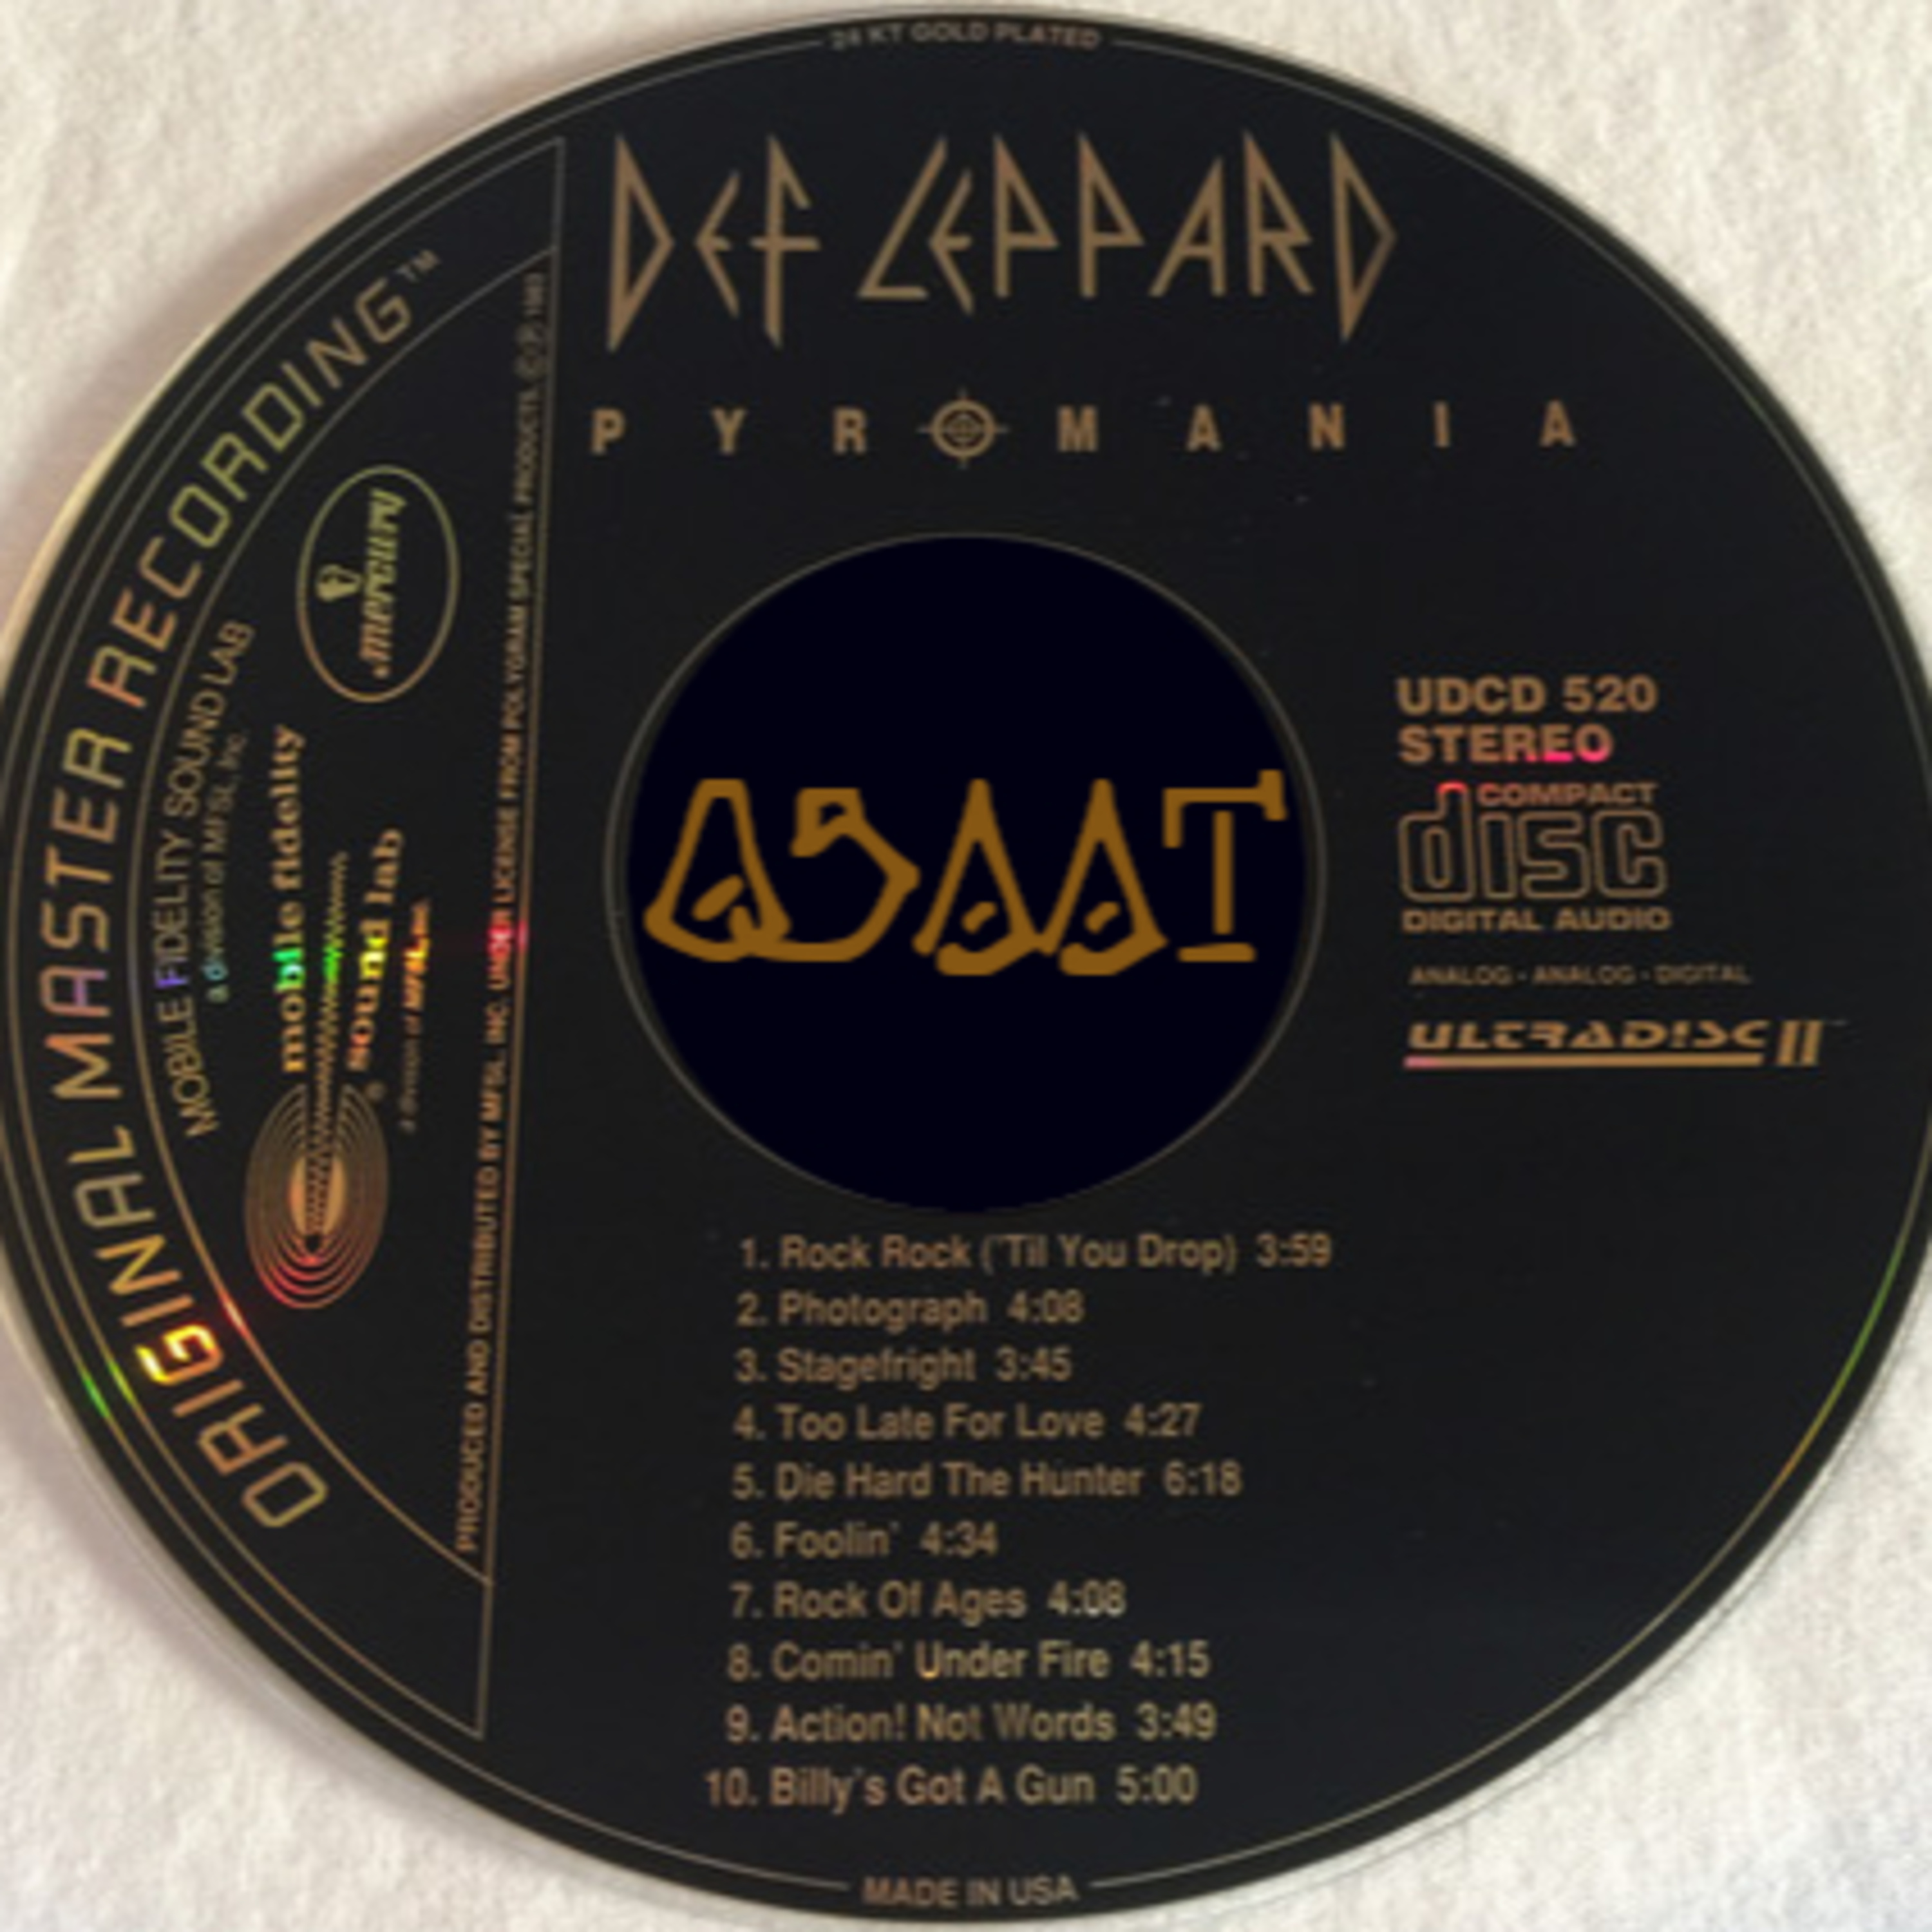 24 KT GOLD PLATED
DEF LEPPARD
PYROMANIA
ORIGINAL MASTER RECORDING™
MOBILE FIDELITY SOUND LAB
a division of MFSL, Inc.
mercury
mobile fidelity
sound lab
a division of MFSL, Inc.
PRODUCED AND DISTRIBUTED BY MFSL, INC. UNDER LICENSE FROM POLYGRAM SPECIAL PRODUCTS, Ⓒ Ⓟ 1983
UDCD 520
STEREO
COMPACT
disc
DIGITAL AUDIO
ANALOG - ANALOG - DIGITAL
ULTRADISC II
1. Rock Rock ('Til You Drop) 3:59
2. Photograph 4:08
3. Stagefright 3:45
4. Too Late For Love 4:27
5. Die Hard The Hunter 6:18
6. Foolin' 4:34
7. Rock Of Ages 4:08
8. Comin' Under Fire 4:15
9. Action! Not Words 3:49
10. Billy's Got A Gun 5:00
MADE IN USA